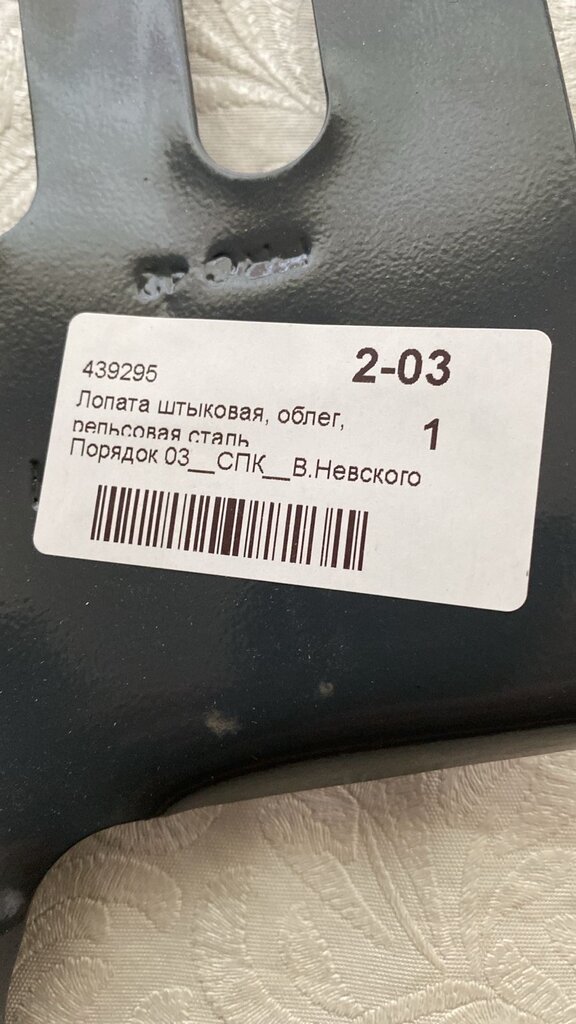 439295
2-03
Лопата штыковая, облег,
рельсовая сталь
1
Порядок 03__СПК__В.Невского